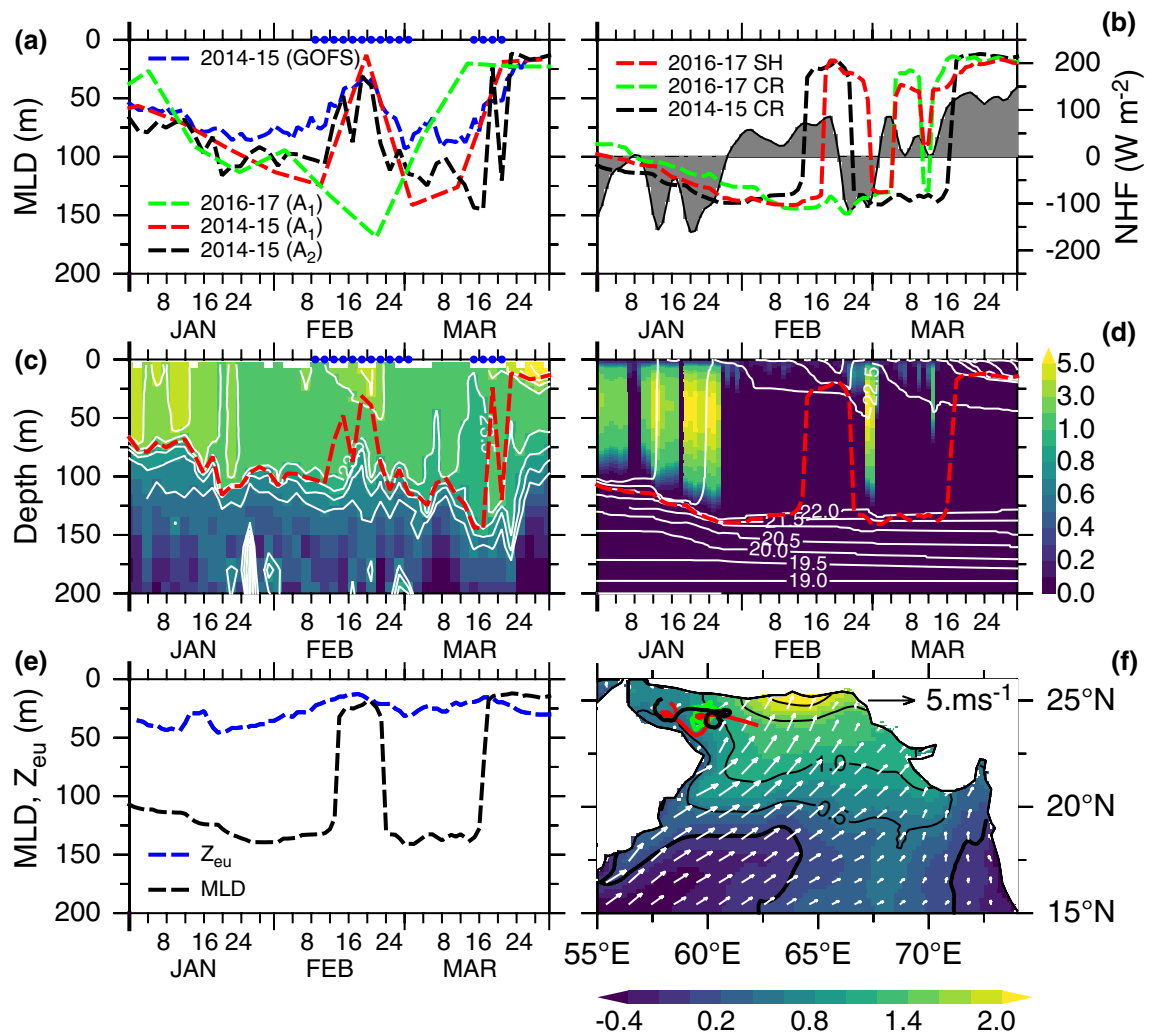 (a)
MLD (m)
0
50
100
150
200
2014-15 (GOFS)
2016-17 (A1)
2014-15 (A1)
2014-15 (A2)
8 16 24 8 16 24 8 16 24
JAN FEB MAR
(b)
2016-17 SH
2016-17 CR
2014-15 CR
200
100
0
-100
-200
NHF (W m-2)
8 16 24 8 16 24 8 16 24
JAN FEB MAR
(c)
Depth (m)
0
50
100
150
200
8 16 24 8 16 24 8 16 24
JAN FEB MAR
(d)
22.5
22.0
21.5
20.5
20.0
19.5
19.0
5.0
3.0
1.0
0.8
0.6
0.4
0.2
0.0
8 16 24 8 16 24 8 16 24
JAN FEB MAR
(e)
MLD, Zeu (m)
0
50
100
150
200
Zeu
MLD
8 16 24 8 16 24 8 16 24
JAN FEB MAR
(f)
5.ms-1
1.0
0.5
25°N
20°N
15°N
55°E 60°E 65°E 70°E
-0.4 0.2 0.8 1.4 2.0